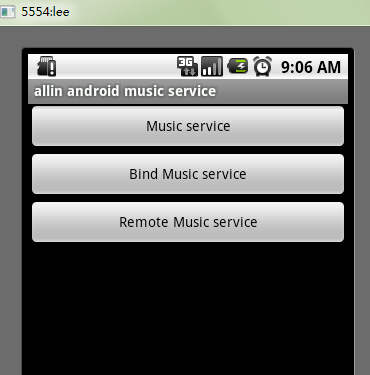 5554:lee
3G 9:06 AM
allin android music service
Music service
Bind Music service
Remote Music service